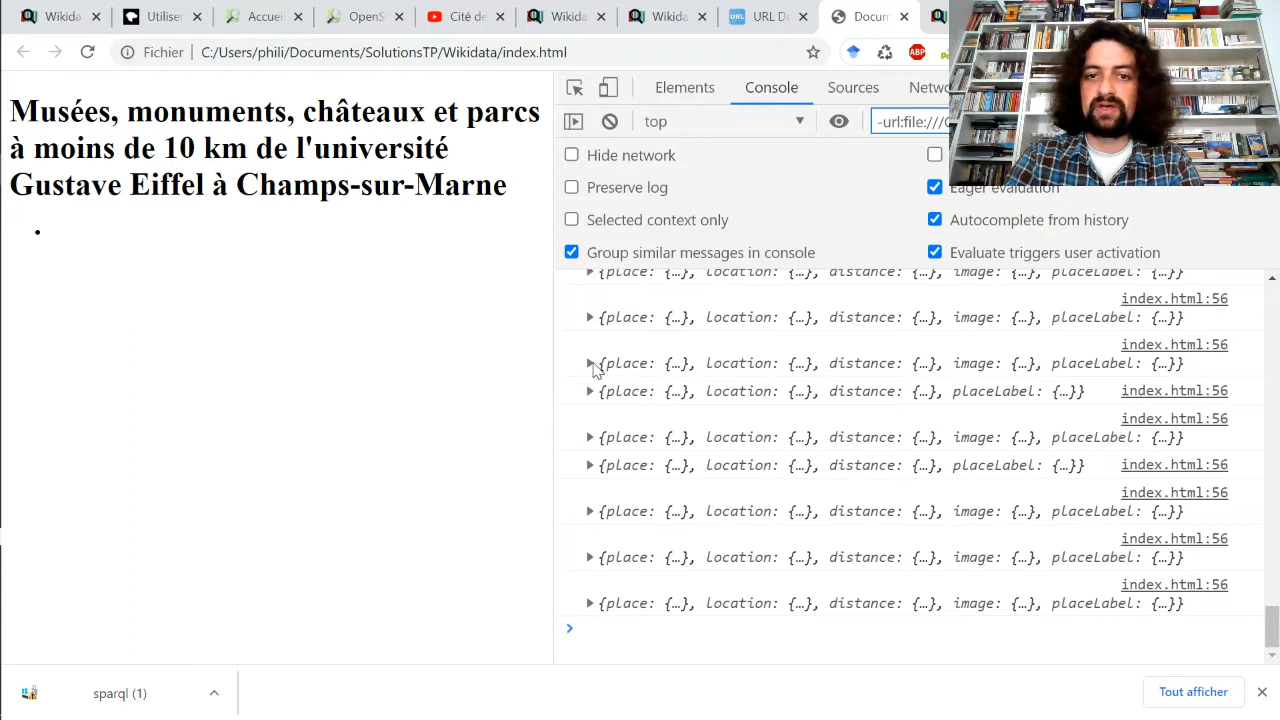 Wikida
Utiliser
Accuei
OpenS
Cité de
Wikida
Wikida
URL
URL De
Docum
Fichier
C:/Users/phili/Documents/SolutionsTP/Wikidata/index.html
ABP
Musées, monuments, châteaux et parcs
à moins de 10 km de l'université
Gustave Eiffel à Champs-sur-Marne
Elements
Console
Sources
Netwo
top
-url:file:///
Hide network
Preserve log
Eager evaluation
Selected context only
Autocomplete from history
Group similar messages in console
Evaluate triggers user activation
{place: {…}, location: {…}, distance: {…}, image: {…}, placeLabel: {…}}
index.html:56
{place: {…}, location: {…}, distance: {…}, image: {…}, placeLabel: {…}}
index.html:56
{place: {…}, location: {…}, distance: {…}, image: {…}, placeLabel: {…}}
{place: {…}, location: {…}, distance: {…}, placeLabel: {…}} index.html:56
index.html:56
{place: {…}, location: {…}, distance: {…}, image: {…}, placeLabel: {…}}
{place: {…}, location: {…}, distance: {…}, placeLabel: {…}} index.html:56
index.html:56
{place: {…}, location: {…}, distance: {…}, image: {…}, placeLabel: {…}}
index.html:56
{place: {…}, location: {…}, distance: {…}, image: {…}, placeLabel: {…}}
index.html:56
{place: {…}, location: {…}, distance: {…}, image: {…}, placeLabel: {…}}
sparql (1)
Tout afficher